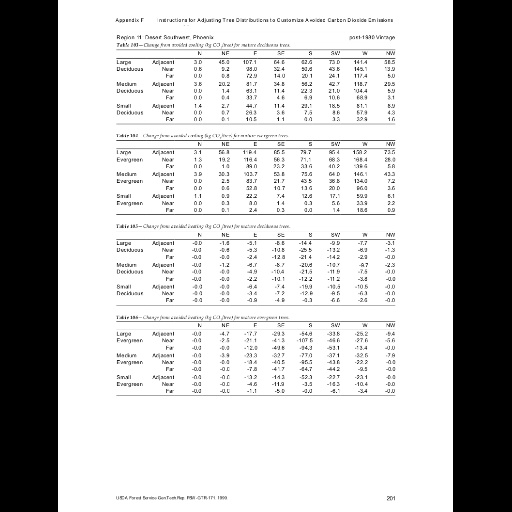 Appendix F Instructions for Adjusting Tree Distributions to Customize Avoided Carbon Dioxide Emissions
Region 11: Desert Southwest, Phoenix post-1980 Vintage
Table 103—Change from avoided cooling (kg CO2/tree) for mature deciduous trees.
N NE E SE S SW W NW
Large Adjacent 3.0 45.0 107.1 64.6 62.6 73.0 141.4 58.5
Deciduous Near 0.6 9.2 98.0 32.4 50.6 43.8 145.1 13.9
Far 0.0 0.8 72.9 14.0 20.1 24.1 117.4 5.0
Medium Adjacent 3.6 20.2 81.7 34.8 56.2 42.7 118.7 29.5
Deciduous Near 0.0 1.4 63.1 11.4 22.3 21.0 104.4 5.9
Far 0.0 0.4 33.7 4.6 6.9 10.8 68.9 3.1
Small Adjacent 1.4 2.7 44.7 11.4 29.1 18.5 81.1 8.9
Deciduous Near 0.0 0.7 26.3 3.8 7.5 8.8 57.9 4.3
Far 0.0 0.1 10.5 1.1 0.0 3.3 32.9 1.6
Table 104—Change from avoided cooling (kg CO2/tree) for mature evergreen trees.
N NE E SE S SW W NW
Large Adjacent 3.1 56.8 119.4 85.5 79.7 95.4 158.2 73.5
Evergreen Near 1.3 19.2 116.4 56.3 71.1 68.3 168.4 28.0
Far 0.0 1.0 99.0 23.2 33.6 40.2 139.6 5.8
Medium Adjacent 3.9 30.3 103.7 53.8 75.6 64.0 146.1 43.3
Evergreen Near 0.0 2.5 83.7 21.7 43.5 36.8 134.0 7.2
Far 0.0 0.6 52.8 10.7 13.6 20.0 96.0 3.6
Small Adjacent 1.1 0.9 22.2 7.4 12.6 17.1 59.9 6.1
Evergreen Near 0.0 0.3 8.0 1.4 0.3 5.6 33.9 2.2
Far 0.0 0.1 2.4 0.3 0.0 1.4 18.6 0.9
Table 105—Change from avoided heating (kg CO2/tree) for mature deciduous trees.
N NE E SE S SW W NW
Large Adjacent -0.0 -1.6 -5.1 -8.8 -14.4 -9.9 -7.7 -3.1
Deciduous Near -0.0 -0.6 -5.3 -10.8 -25.5 -13.2 -6.9 -1.3
Far -0.0 -0.0 -2.4 -12.8 -21.4 -14.2 -2.9 -0.0
Medium Adjacent -0.0 -1.2 -6.7 -8.7 -20.6 -10.7 -8.7 -2.3
Deciduous Near -0.0 -0.0 -4.9 -10.4 -21.5 -11.9 -7.5 -0.0
Far -0.0 -0.0 -2.2 -10.1 -12.2 -11.2 -4.0 -0.0
Small Adjacent -0.0 -0.0 -6.4 -7.4 -19.9 -10.5 -10.5 -0.0
Deciduous Near -0.0 -0.0 -3.4 -7.2 -12.9 -9.5 -6.3 -0.0
Far -0.0 -0.0 -0.9 -4.9 -0.3 -6.6 -2.6 -0.0
Table 106—Change from avoided heating (kg CO2/tree) for mature evergreen trees.
N NE E SE S SW W NW
Large Adjacent -0.0 -4.7 -17.7 -29.3 -54.6 -33.8 -25.2 -9.4
Evergreen Near -0.0 -2.5 -21.1 -41.3 -107.5 -46.6 -27.6 -5.6
Far -0.0 -0.0 -12.0 -49.6 -94.3 -53.1 -13.4 -0.0
Medium Adjacent -0.0 -3.9 -23.3 -32.7 -77.0 -37.1 -32.5 -7.9
Evergreen Near -0.0 -0.0 -18.4 -40.5 -95.5 -43.8 -22.2 -0.0
Far -0.0 -0.0 -7.8 -41.7 -64.7 -44.2 -9.5 -0.0
Small Adjacent -0.0 -0.0 -13.2 -14.3 -52.3 -22.7 -23.1 -0.0
Evergreen Near -0.0 -0.0 -4.6 -11.9 -3.5 -16.3 -10.4 -0.0
Far -0.0 -0.0 -1.1 -5.0 -0.0 -6.1 -3.4 -0.0
USDA Forest Service Gen.Tech.Rep. PSW-GTR-171. 1999 201